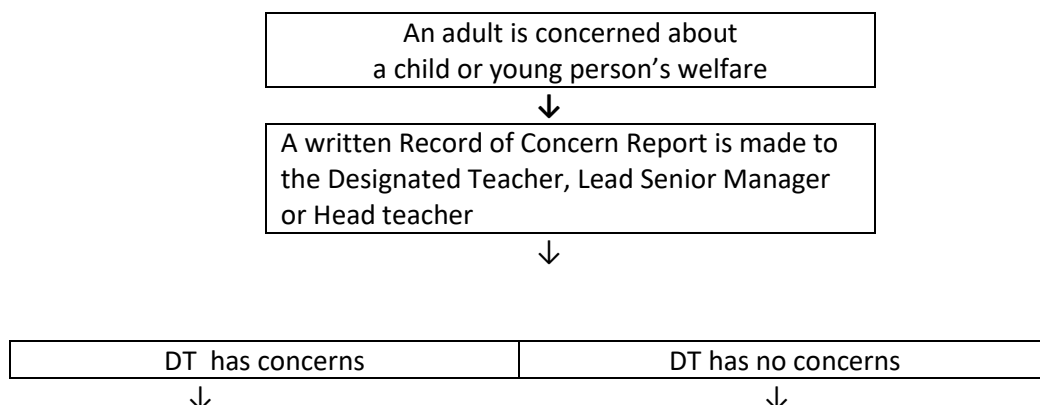 An adult is concerned about
a child or young person’s welfare
↓
A written Record of Concern Report is made to
the Designated Teacher, Lead Senior Manager
or Head teacher
↓
DT  has concerns
DT has no concerns
↓
↓